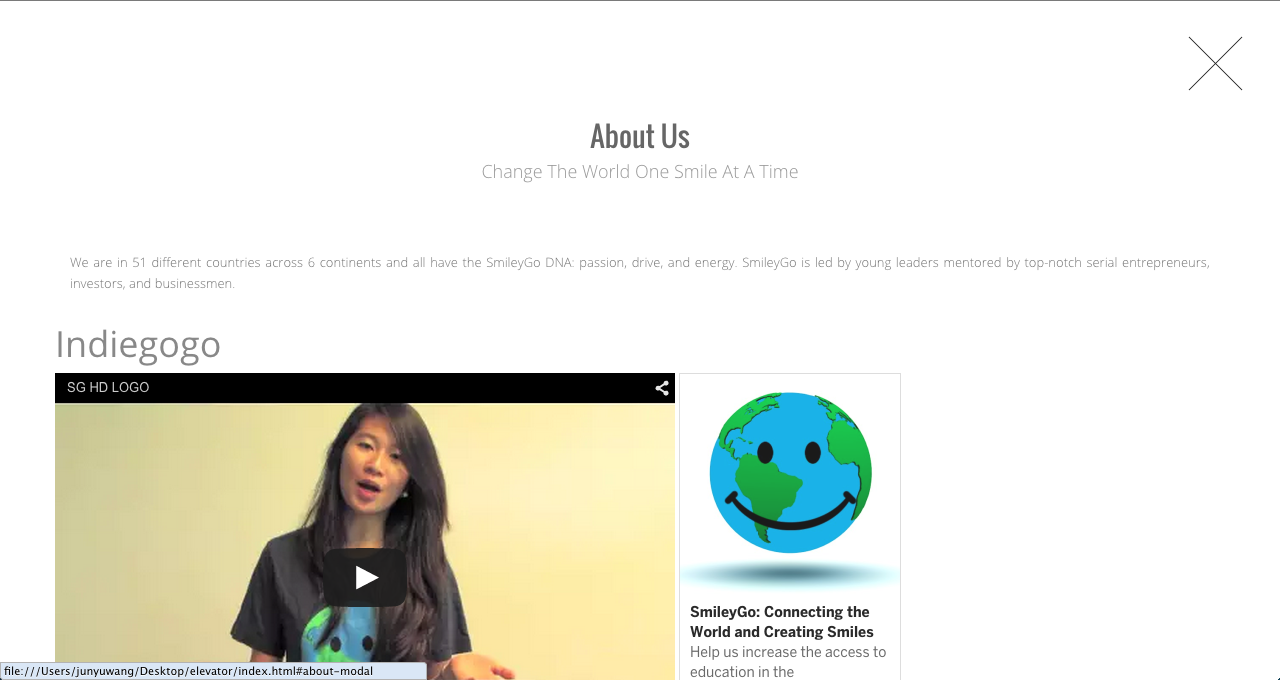 About Us
Change The World One Smile At A Time
We are in 51 different countries across 6 continents and all have the SmileyGo DNA: passion, drive, and energy. SmileyGo is led by young leaders mentored by top-notch serial entrepreneurs,
investors, and businessmen.
Indiegogo
SG HD LOGO
SmileyGo: Connecting the
World and Creating Smiles
Help us increase the access to
education in the
file:///Users/junyuwang/Desktop/elevator/index.html#about-modal